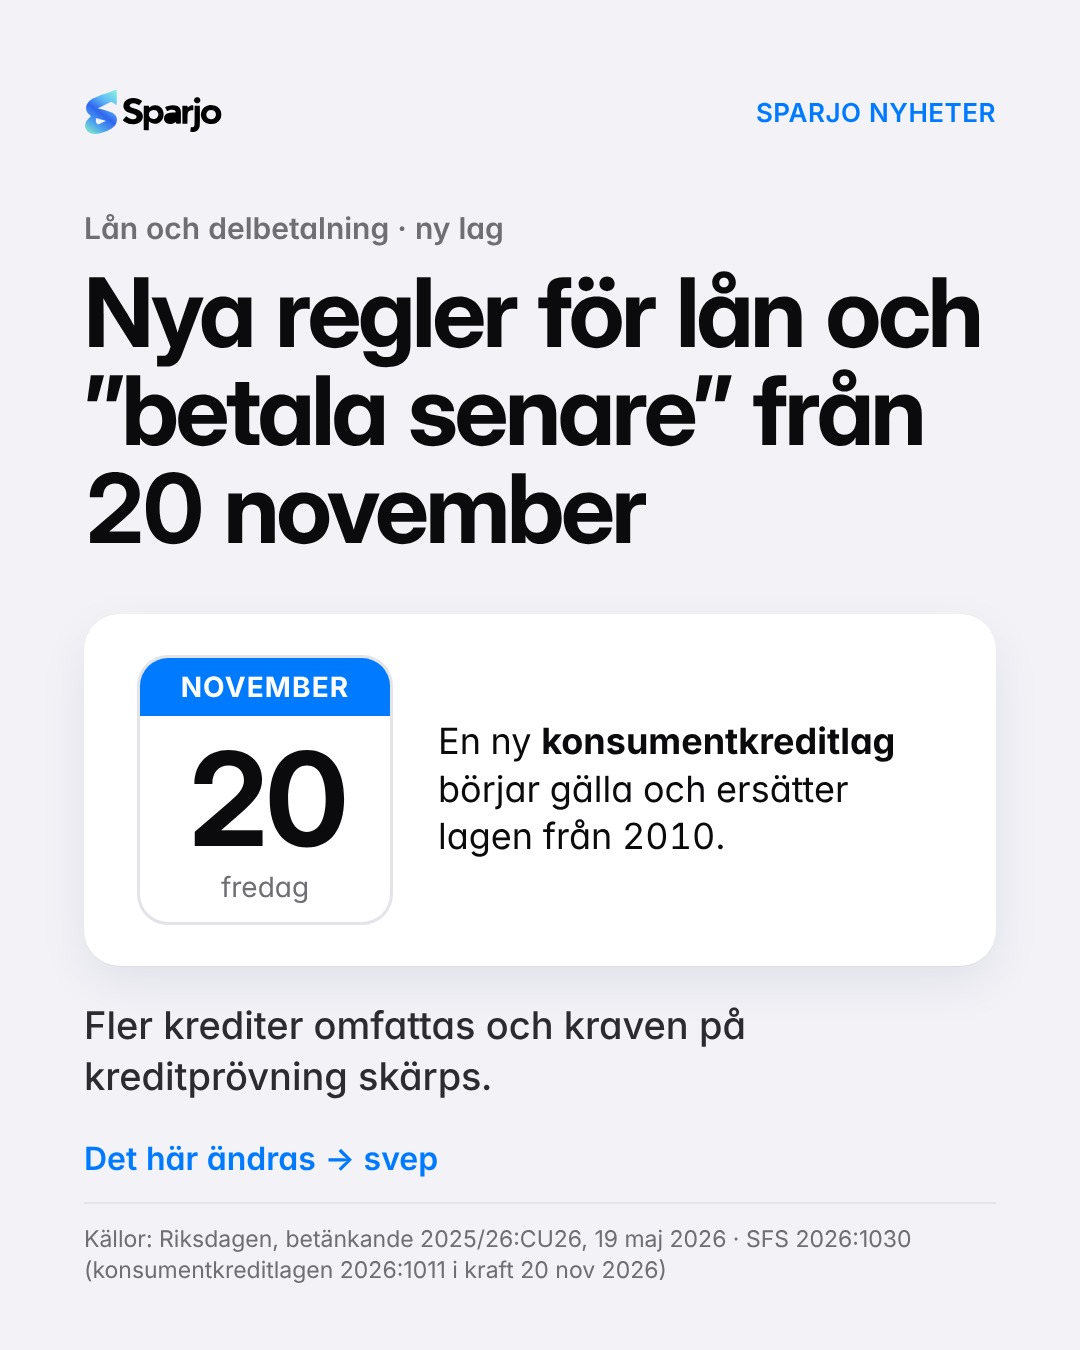 Sparjo
SPARJO NYHETER
Lån och delbetalning · ny lag
Nya regler för lån och
”betala senare” från
20 november
NOVEMBER
20
fredag
En ny konsumentkreditlag
börjar gälla och ersätter
lagen från 2010.
Fler krediter omfattas och kraven på
kreditprövning skärps.
Det här ändras → svep
Källor: Riksdagen, betänkande 2025/26:CU26, 19 maj 2026 · SFS 2026:1030
(konsumentkreditlagen 2026:1011 i kraft 20 nov 2026)